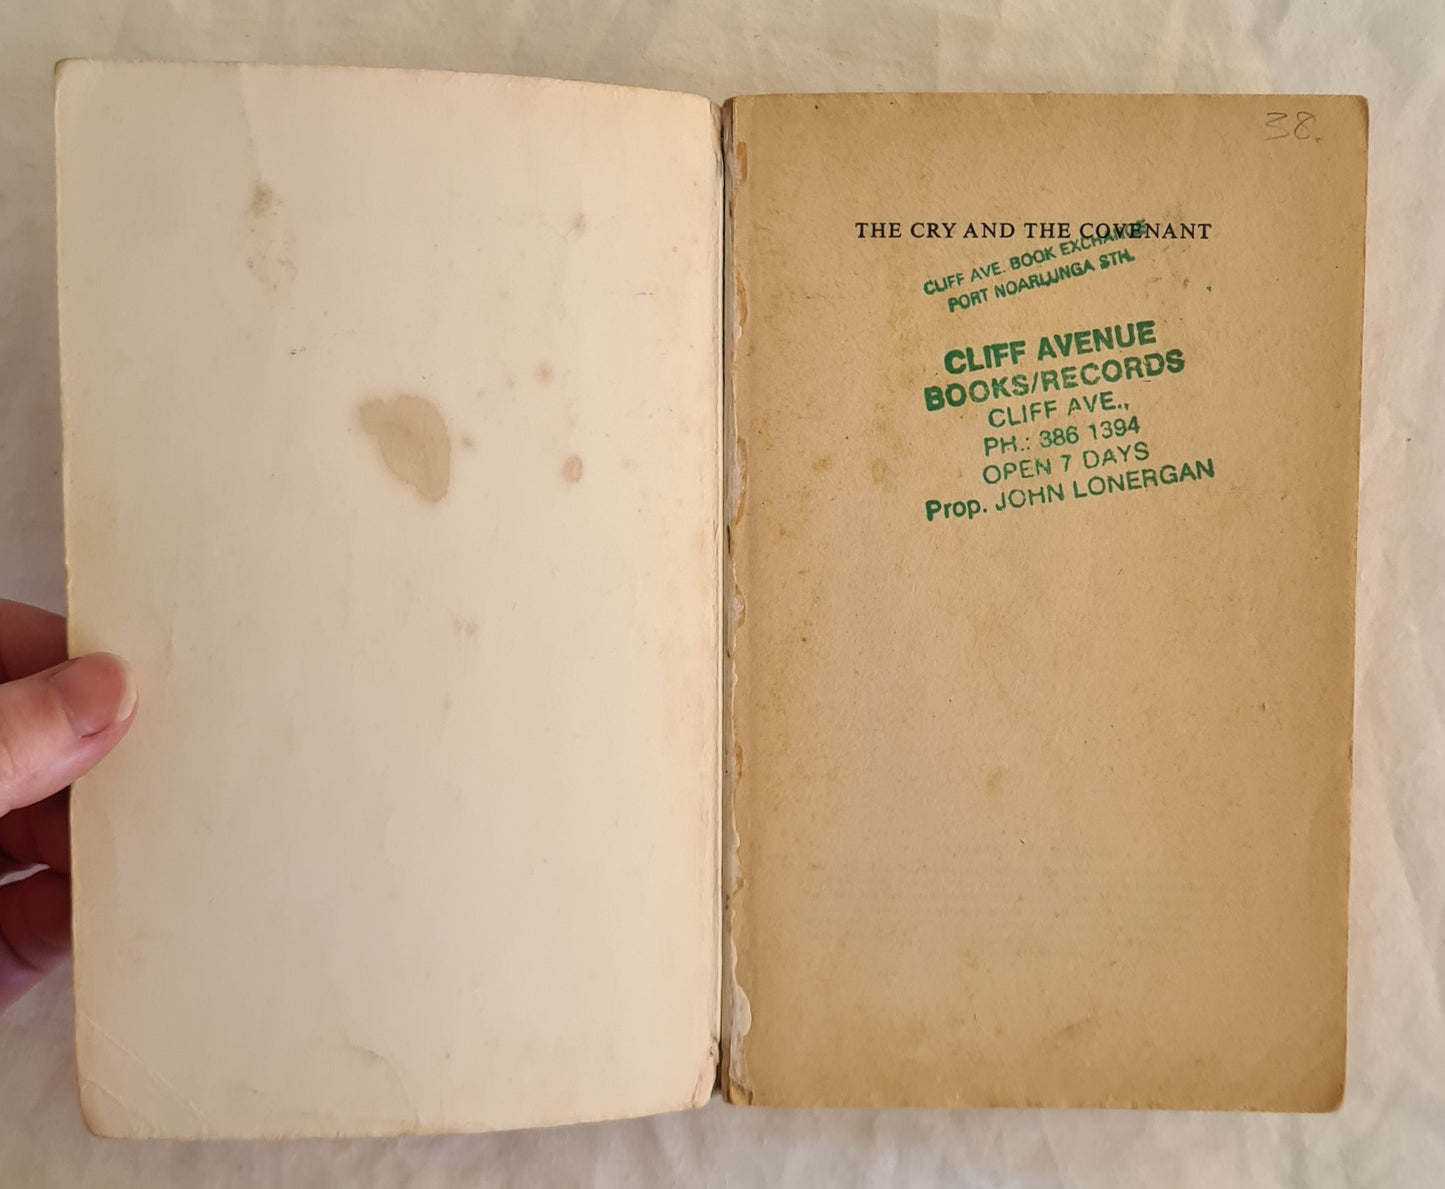 38.
THE CRY AND THE COVENANT
CLIFF AVE. BOOK EXCHANGE
PORT NOARLUNGA STH.
CLIFF AVENUE
BOOKS/RECORDS
CLIFF AVE.,
PH.: 386 1394
OPEN 7 DAYS
Prop. JOHN LONERGAN